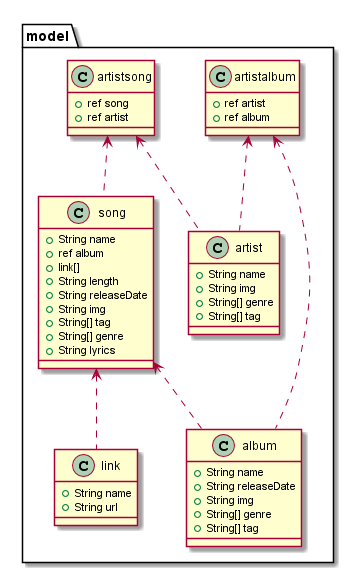 model
C artistsong
ref song
ref artist
C artistalbum
ref artist
ref album
C song
String name
ref album
link[]
String length
String releaseDate
String img
String[] tag
String[] genre
String lyrics
C artist
String name
String img
String[] genre
String[] tag
C link
String name
String url
C album
String name
String releaseDate
String img
String[] genre
String[] tag